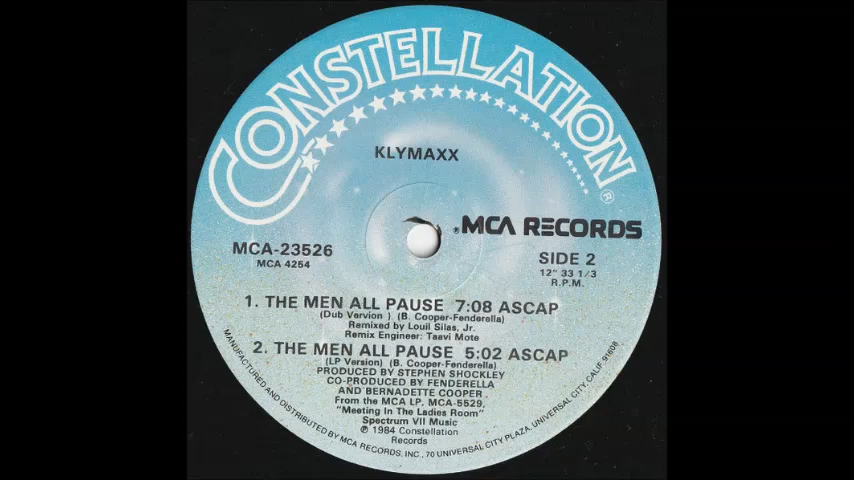 CONSTELLATION
®
KLYMAXX
MCA RECORDS
MCA-23526
MCA 4254
SIDE 2
12" 33 1/3
R.P.M.
1. THE MEN ALL PAUSE 7:08 ASCAP
(Dub Varvion ) (B. Cooper-Fenderella)
Remixed by Louil Silas, Jr.
Remix Engineer: Taavi Mote
2. THE MEN ALL PAUSE 5:02 ASCAP
(LP Version) (B. Cooper-Fenderella)
PRODUCED BY STEPHEN SHOCKLEY
CO-PRODUCED BY FENDERELLA
AND BERNADETTE COOPER
From the MCA LP, MCA-5529,
"Meeting In The Ladies Room"
Spectrum VII Music
℗ 1984 Constellation
Records
MANUFACTURED AND DISTRIBUTED BY MCA RECORDS, INC., 70 UNIVERSAL CITY PLAZA, UNIVERSAL CITY, CALIF. 91608